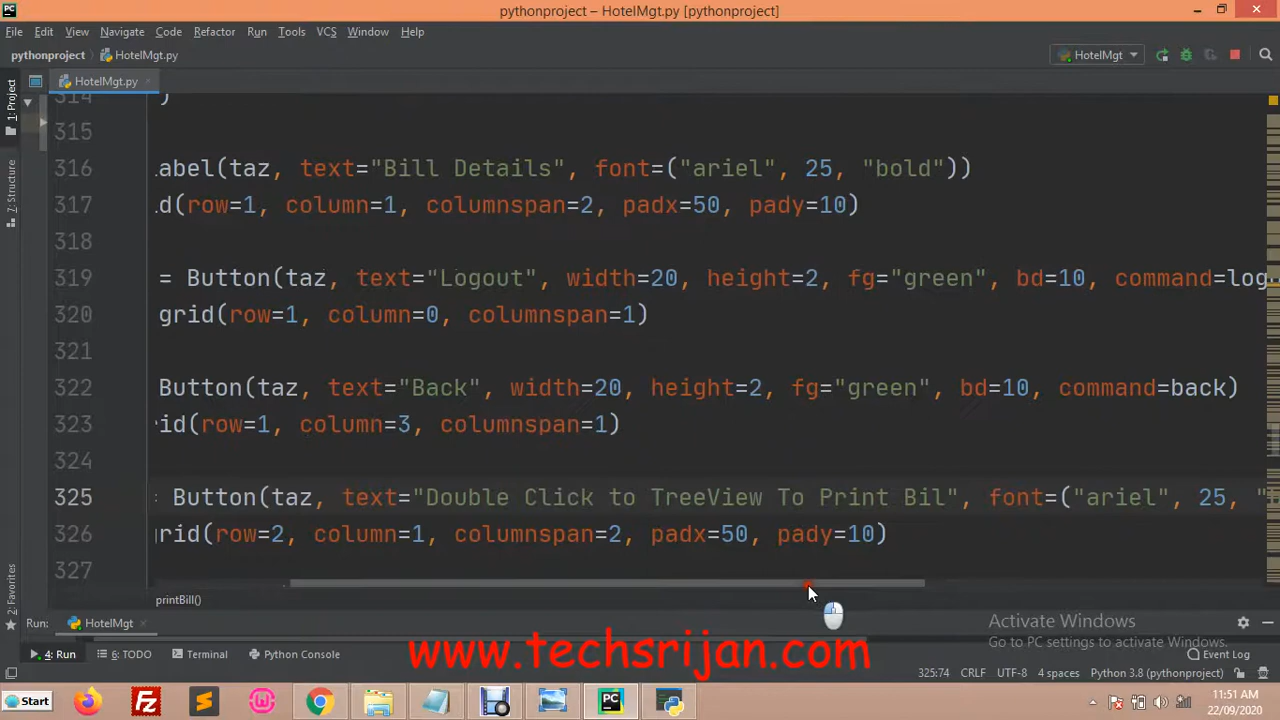 pythonproject – HotelMgt.py [pythonproject]
File Edit View Navigate Code Refactor Run Tools VCS Window Help
pythonproject HotelMgt.py HotelMgt
1: Project HotelMgt.py
314 )
315
316 abel(taz, text="Bill Details", font=("ariel", 25, "bold"))
317 d(row=1, column=1, columnspan=2, padx=50, pady=10)
318
319 = Button(taz, text="Logout", width=20, height=2, fg="green", bd=10, command=log
320 grid(row=1, column=0, columnspan=1)
321
322 Button(taz, text="Back", width=20, height=2, fg="green", bd=10, command=back)
323 id(row=1, column=3, columnspan=1)
324
325 = Button(taz, text="Double Click to TreeView To Print Bil", font=("ariel", 25, "
326 rid(row=2, column=1, columnspan=2, padx=50, pady=10)
327
7: Structure
2: Favorites
printBill()
Run: HotelMgt
Activate Windows
Go to PC settings to activate Windows.
www.techsrijan.com
4: Run 6: TODO Terminal Python Console Event Log
325:74 CRLF UTF-8 4 spaces Python 3.8 (pythonproject)
Start
11:51 AM
22/09/2020